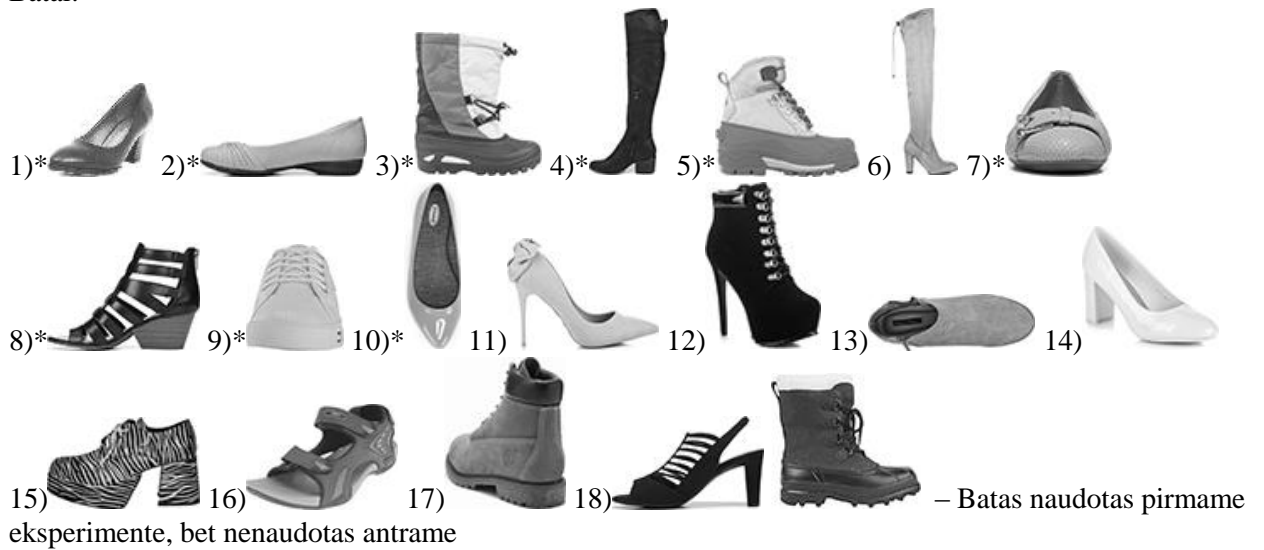 1)* 2)* 3)* 4)* 5)* 6) 7)*
8)* 9)* 10)* 11) 12) 13) 14)
15) 16) 17) 18) – Batas naudotas pirmame
eksperimente, bet nenaudotas antrame